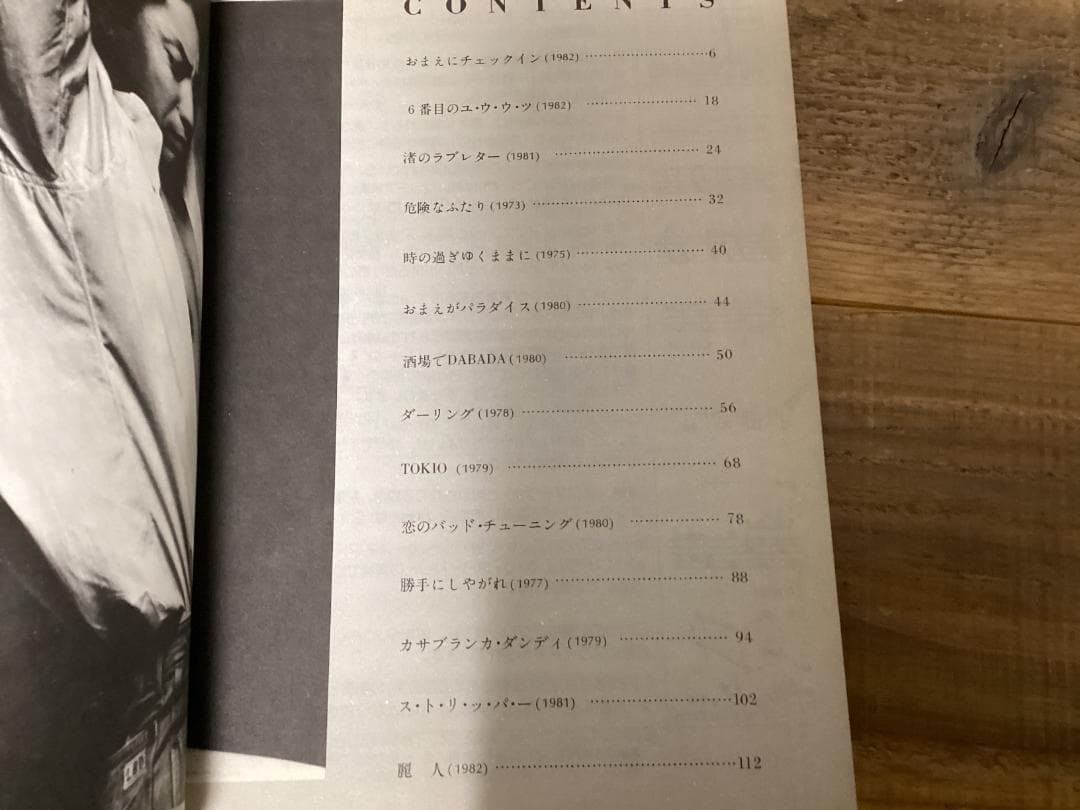 CONTENTS
おまえにチェックイン(1982)……………………6
6番目のユ・ウ・ウ・ツ(1982) ……………………18
渚のラブレター(1981) ……………………24
危険なふたり(1973)……………………32
時の過ぎゆくままに(1975)……………………40
おまえがパラダイス(1980)……………………44
酒場でDABADA(1980) ……………………50
ダーリング(1978)……………………56
TOKIO (1979) ……………………68
恋のバッド・チューニング(1980) ……………………78
勝手にしやがれ(1977)……………………88
カサブランカ・ダンディ(1979) ……………………94
ス・ト・リ・ッ・パ・ー(1981) ……………………102
麗 人(1982)……………………112